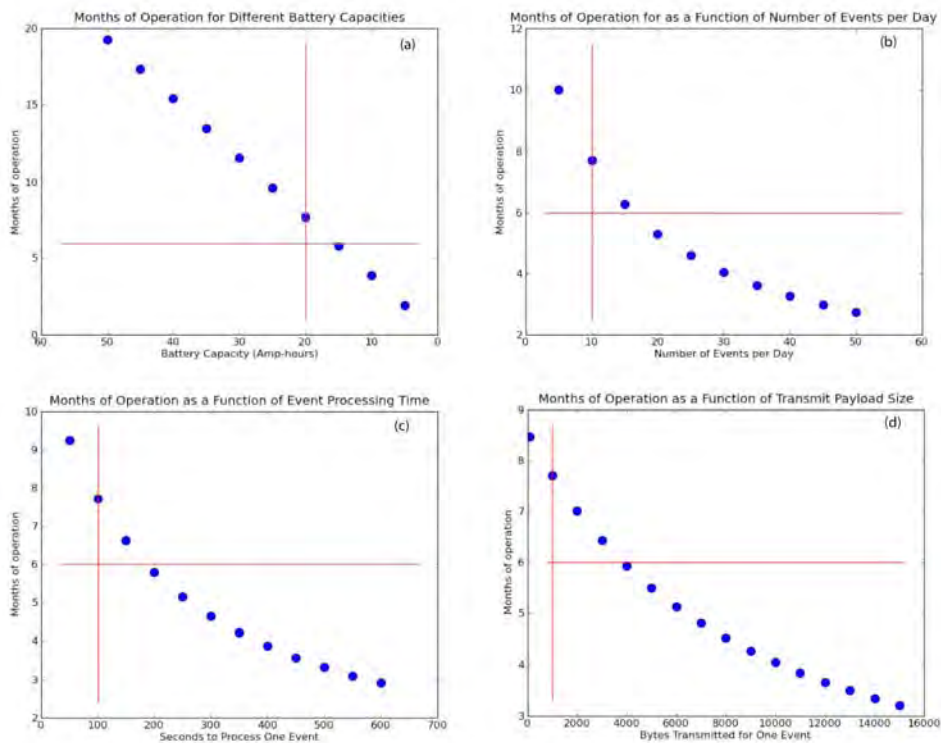 Months of Operation for Different Battery Capacities
(a)
20
15
10
5
0
Months of operation
60 50 40 30 20 10 0
Battery Capacity (Amp-hours)
Months of Operation for as a Function of Number of Events per Day
(b)
12
10
8
6
4
2
Months of operation
0 10 20 30 40 50 60
Number of Events per Day
Months of Operation as a Function of Event Processing Time
(c)
10
9
8
7
6
5
4
3
2
Months of operation
0 100 200 300 400 500 600 700
Seconds to Process One Event
Months of Operation as a Function of Transmit Payload Size
(d)
9
8
7
6
5
4
3
Months of operation
2000 4000 6000 8000 10000 12000 14000 16000
Bytes Transmitted for One Event